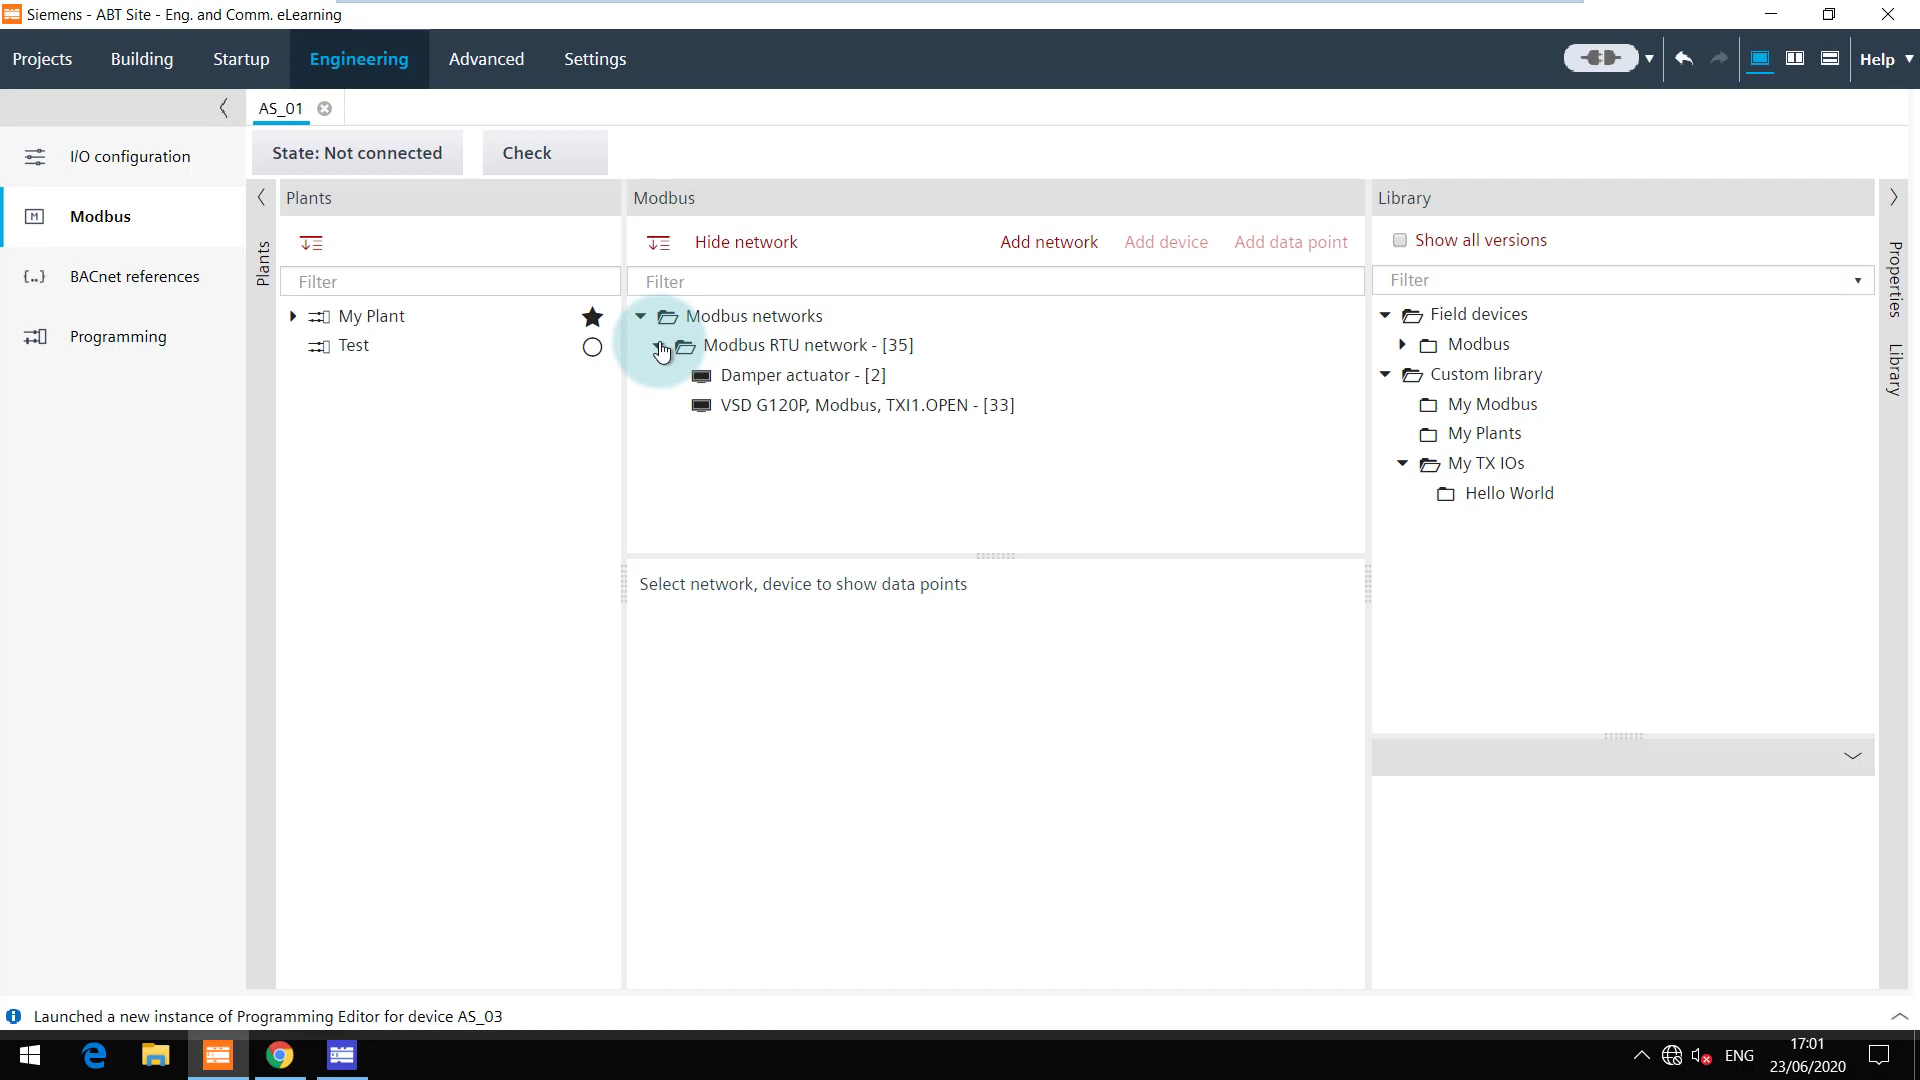 Siemens - ABT Site - Eng. and Comm. eLearning
Projects Building Startup Engineering Advanced Settings Help
AS_01
State: Not connected Check
I/O configuration
Modbus
BACnet references
Programming
Plants
Plants
Filter
My Plant
Test
Modbus
Hide network Add network Add device Add data point
Filter
Modbus networks
Modbus RTU network - [35]
Damper actuator - [2]
VSD G120P, Modbus, TXI1.OPEN - [33]
Select network, device to show data points
Library
Show all versions
Filter
Field devices
Modbus
Custom library
My Modbus
My Plants
My TX IOs
Hello World
Properties
Library
Launched a new instance of Programming Editor for device AS_03
ENG
17:01
23/06/2020